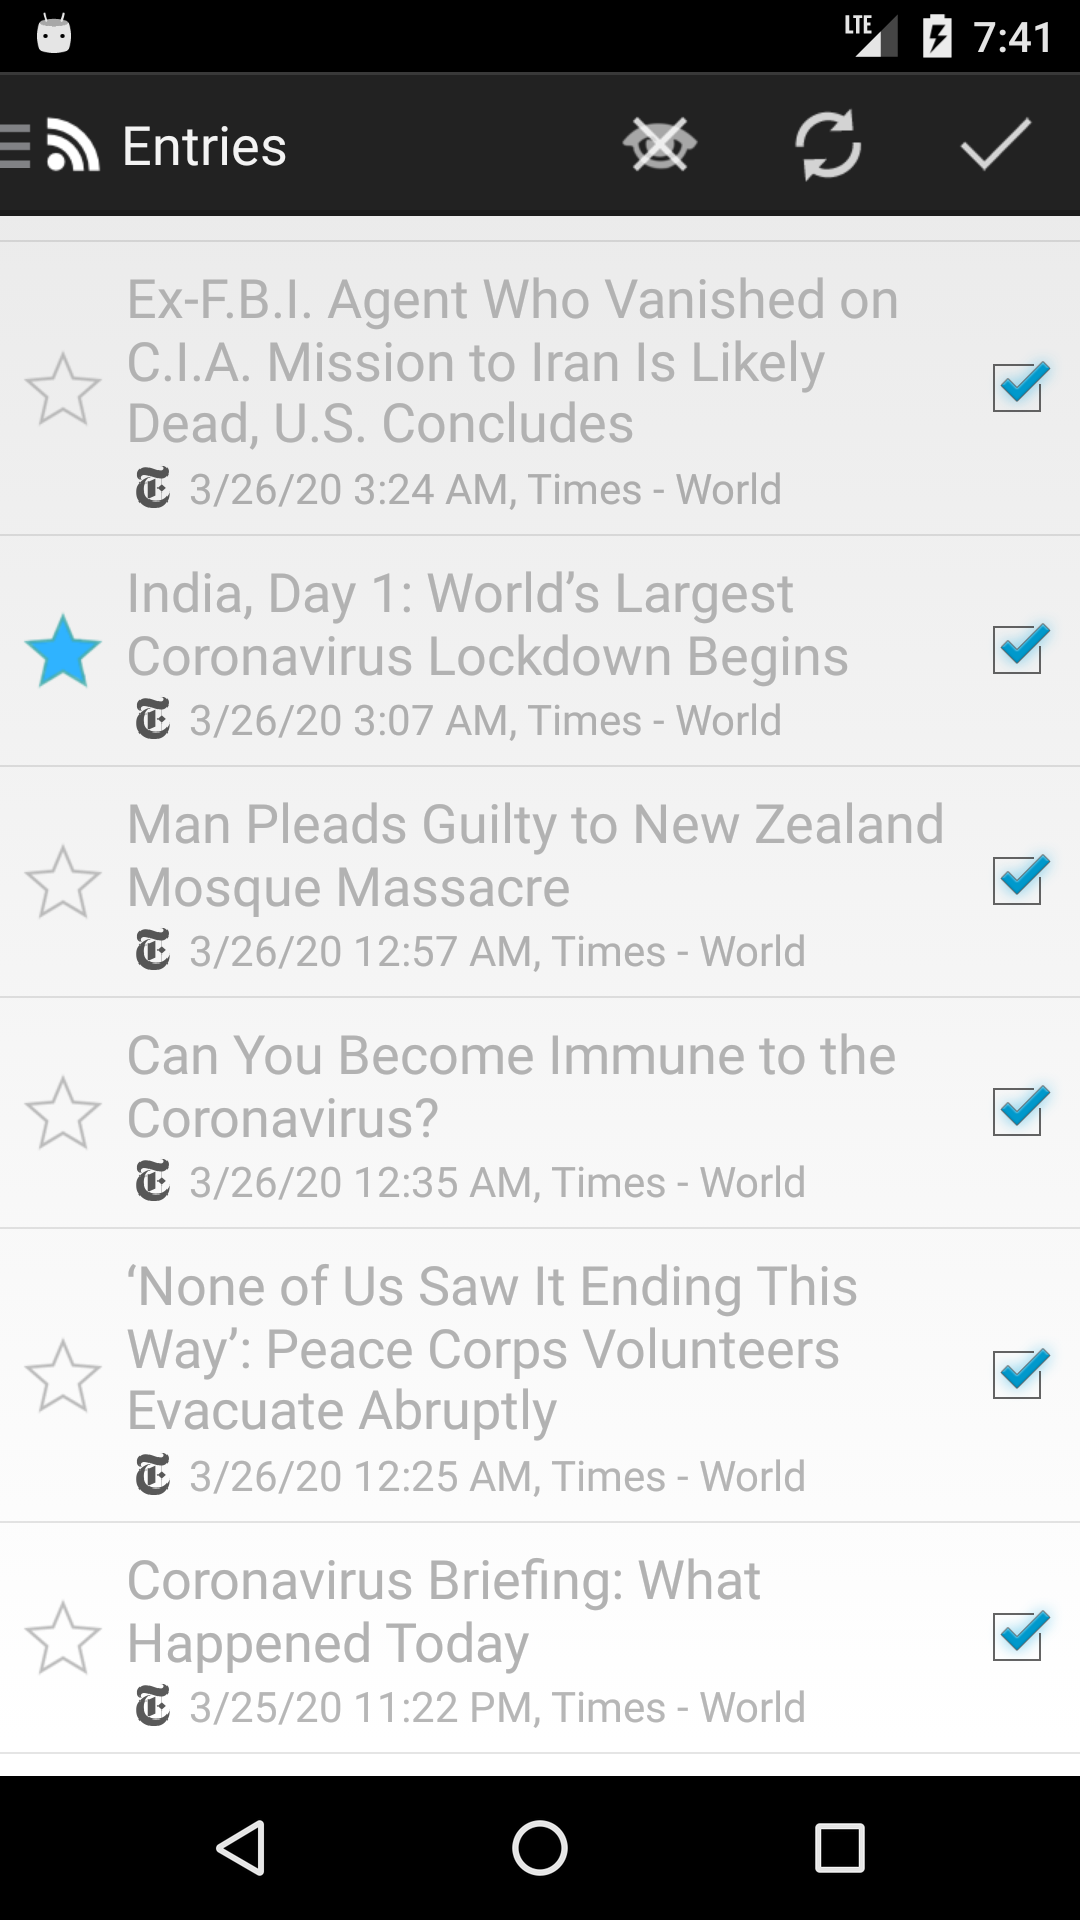 LTE 7:41
Entries
Ex-F.B.I. Agent Who Vanished on
C.I.A. Mission to Iran Is Likely
Dead, U.S. Concludes
3/26/20 3:24 AM, Times - World
India, Day 1: World’s Largest
Coronavirus Lockdown Begins
3/26/20 3:07 AM, Times - World
Man Pleads Guilty to New Zealand
Mosque Massacre
3/26/20 12:57 AM, Times - World
Can You Become Immune to the
Coronavirus?
3/26/20 12:35 AM, Times - World
‘None of Us Saw It Ending This
Way’: Peace Corps Volunteers
Evacuate Abruptly
3/26/20 12:25 AM, Times - World
Coronavirus Briefing: What
Happened Today
3/25/20 11:22 PM, Times - World